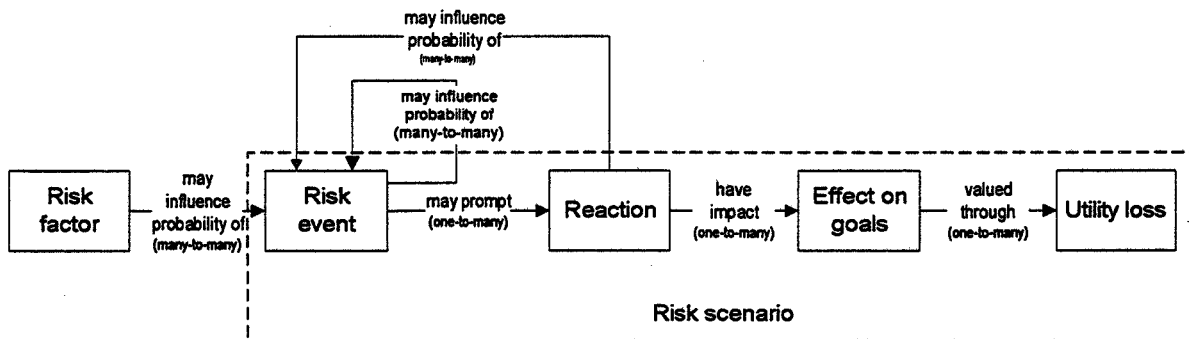 may influence
probability of
(many-to-many)
may influence
probability of
(many-to-many)
Risk
factor
may
influence
probability of
(many-to-many)
Risk
event
may prompt
(one-to-many)
Reaction
have
impact
(one-to-many)
Effect on
goals
valued
through
(one-to-many)
Utility loss
Risk scenario